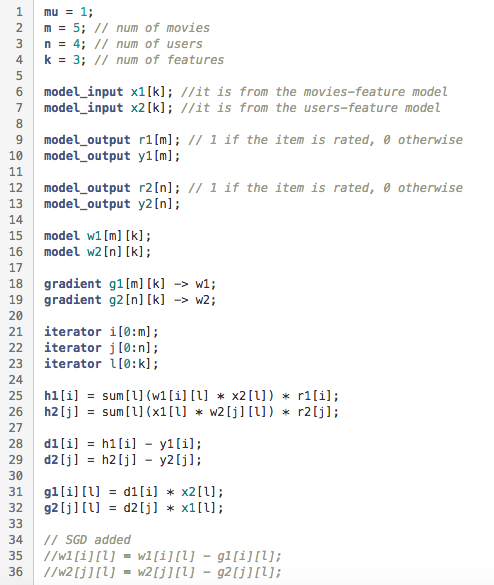 1 mu = 1;
2 m = 5; // num of movies
3 n = 4; // num of users
4 k = 3; // num of features
5
6 model_input x1[k]; //it is from the movies-feature model
7 model_input x2[k]; //it is from the users-feature model
8
9 model_output r1[m]; // 1 if the item is rated, 0 otherwise
10 model_output y1[m];
11
12 model_output r2[n]; // 1 if the item is rated, 0 otherwise
13 model_output y2[n];
14
15 model w1[m][k];
16 model w2[n][k];
17
18 gradient g1[m][k] -> w1;
19 gradient g2[n][k] -> w2;
20
21 iterator i[0:m];
22 iterator j[0:n];
23 iterator l[0:k];
24
25 h1[i] = sum[l](w1[i][l] * x2[l]) * r1[i];
26 h2[j] = sum[l](x1[l] * w2[j][l]) * r2[j];
27
28 d1[i] = h1[i] - y1[i];
29 d2[j] = h2[j] - y2[j];
30
31 g1[i][l] = d1[i] * x2[l];
32 g2[j][l] = d2[j] * x1[l];
33
34 // SGD added
35 //w1[i][l] = w1[i][l] - g1[i][l];
36 //w2[j][l] = w2[j][l] - g2[j][l];